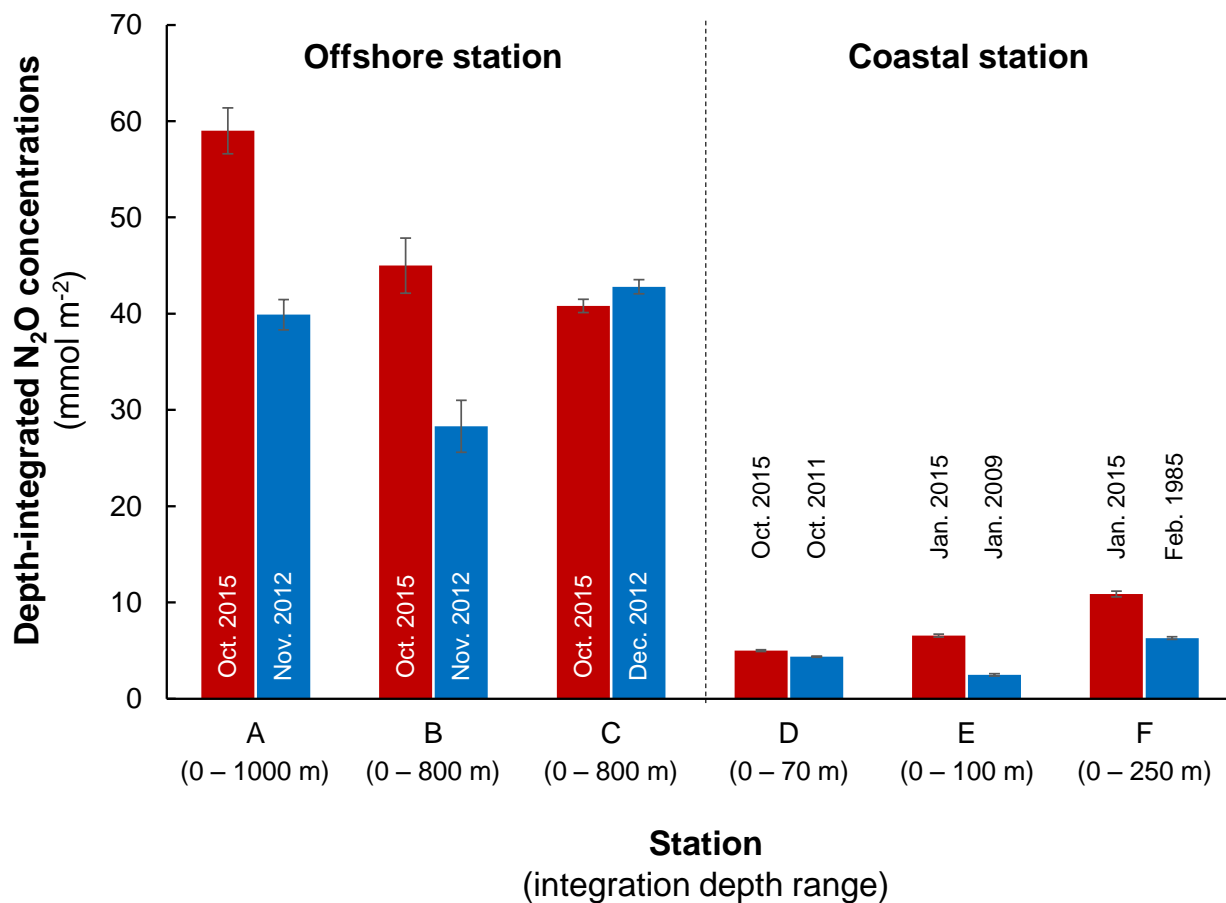 Depth-integrated N₂O concentrations
(mmol m⁻²)
70
60
50
40
30
20
10
0
Offshore station
Coastal station
Oct. 2015
Nov. 2012
Oct. 2015
Nov. 2012
Oct. 2015
Dec. 2012
Oct. 2015
Oct. 2011
Jan. 2015
Jan. 2009
Jan. 2015
Feb. 1985
A
(0 – 1000 m)
B
(0 – 800 m)
C
(0 – 800 m)
D
(0 – 70 m)
E
(0 – 100 m)
F
(0 – 250 m)
Station
(integration depth range)